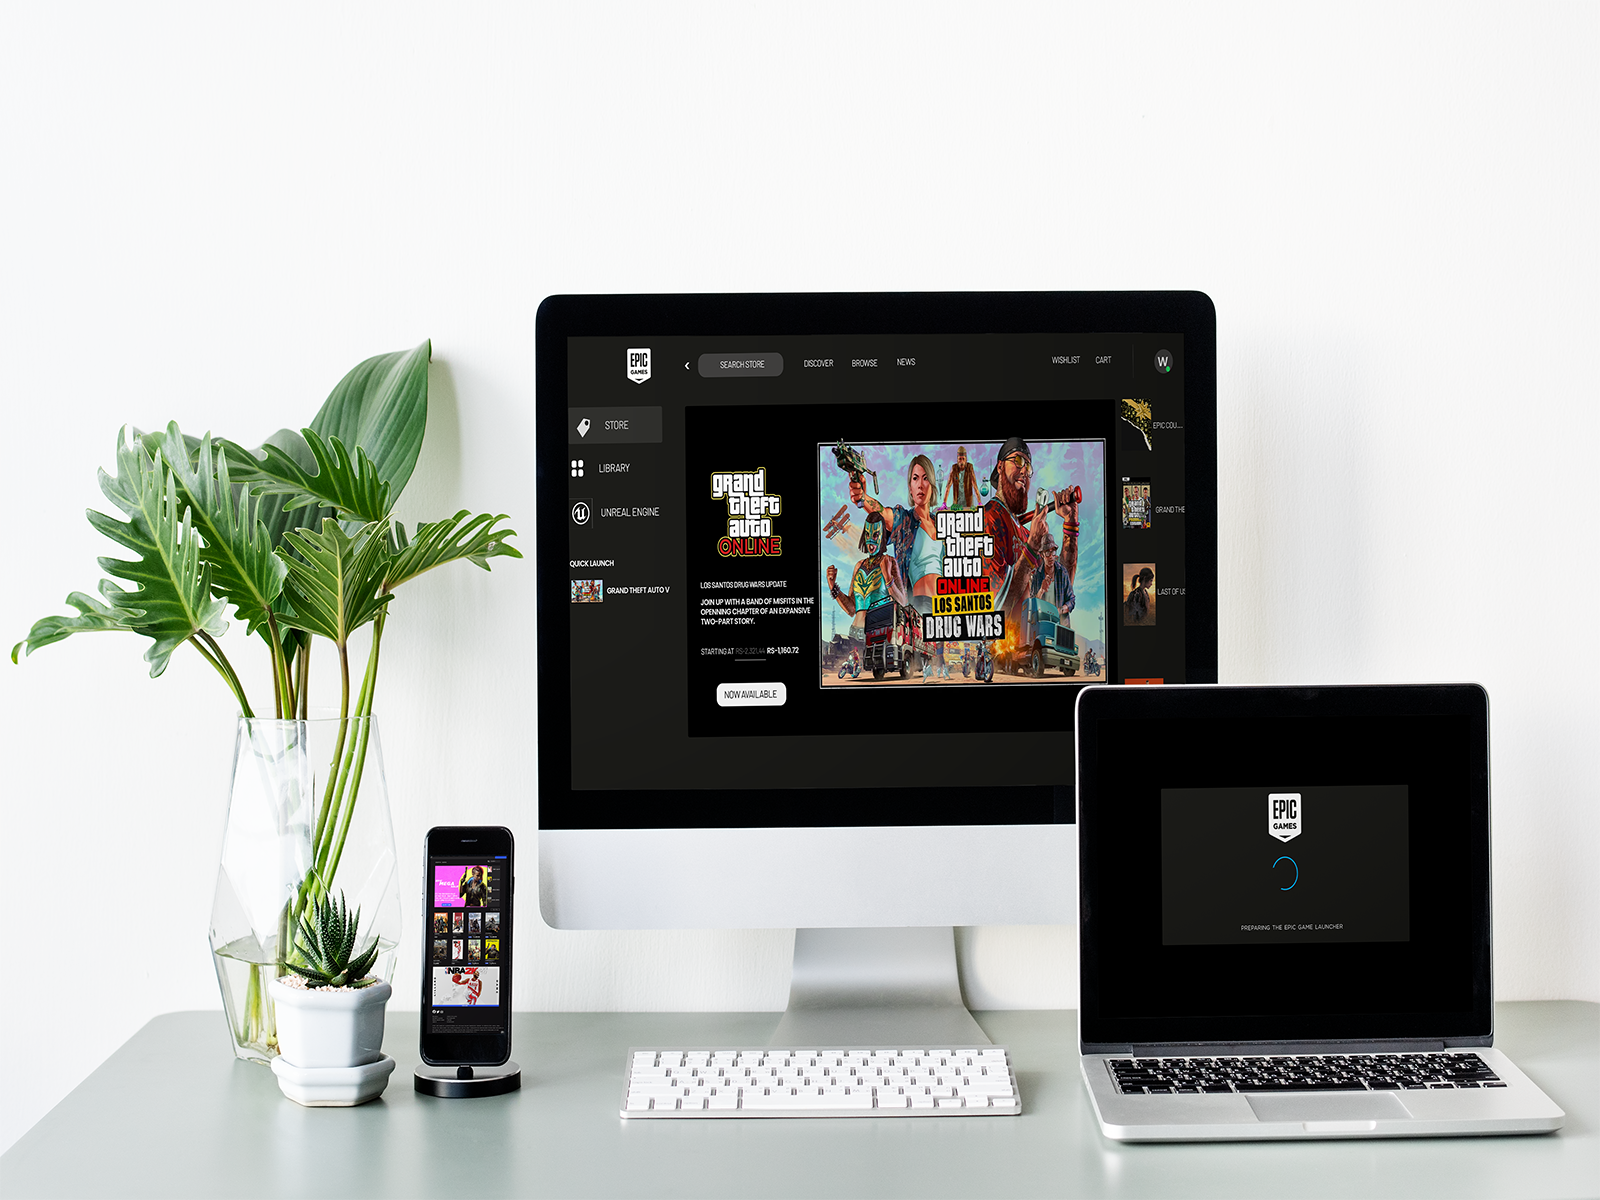 EPIC
GAMES
SEARCH STORE
DISCOVER
BROWSE
NEWS
WISHLIST
CART
W
STORE
LIBRARY
UNREAL ENGINE
QUICK LAUNCH
GRAND THEFT AUTO V
grand
theft
auto
ONLINE
LOS SANTOS DRUG WARS UPDATE
JOIN UP WITH A BAND OF MISFITS IN THE
OPENNING CHAPTER OF AN EXPANSIVE
TWO-PART STORY.
STARTING AT RS-2,321.44 RS-1,160.72
NOW AVAILABLE
grand
theft
auto
ONLINE
LOS SANTOS
DRUG WARS
EPIC COU...
GRAND THE
LAST OF US
EPIC
GAMES
PREPARING THE EPIC GAME LAUNCHER
MEGA
NBA2K